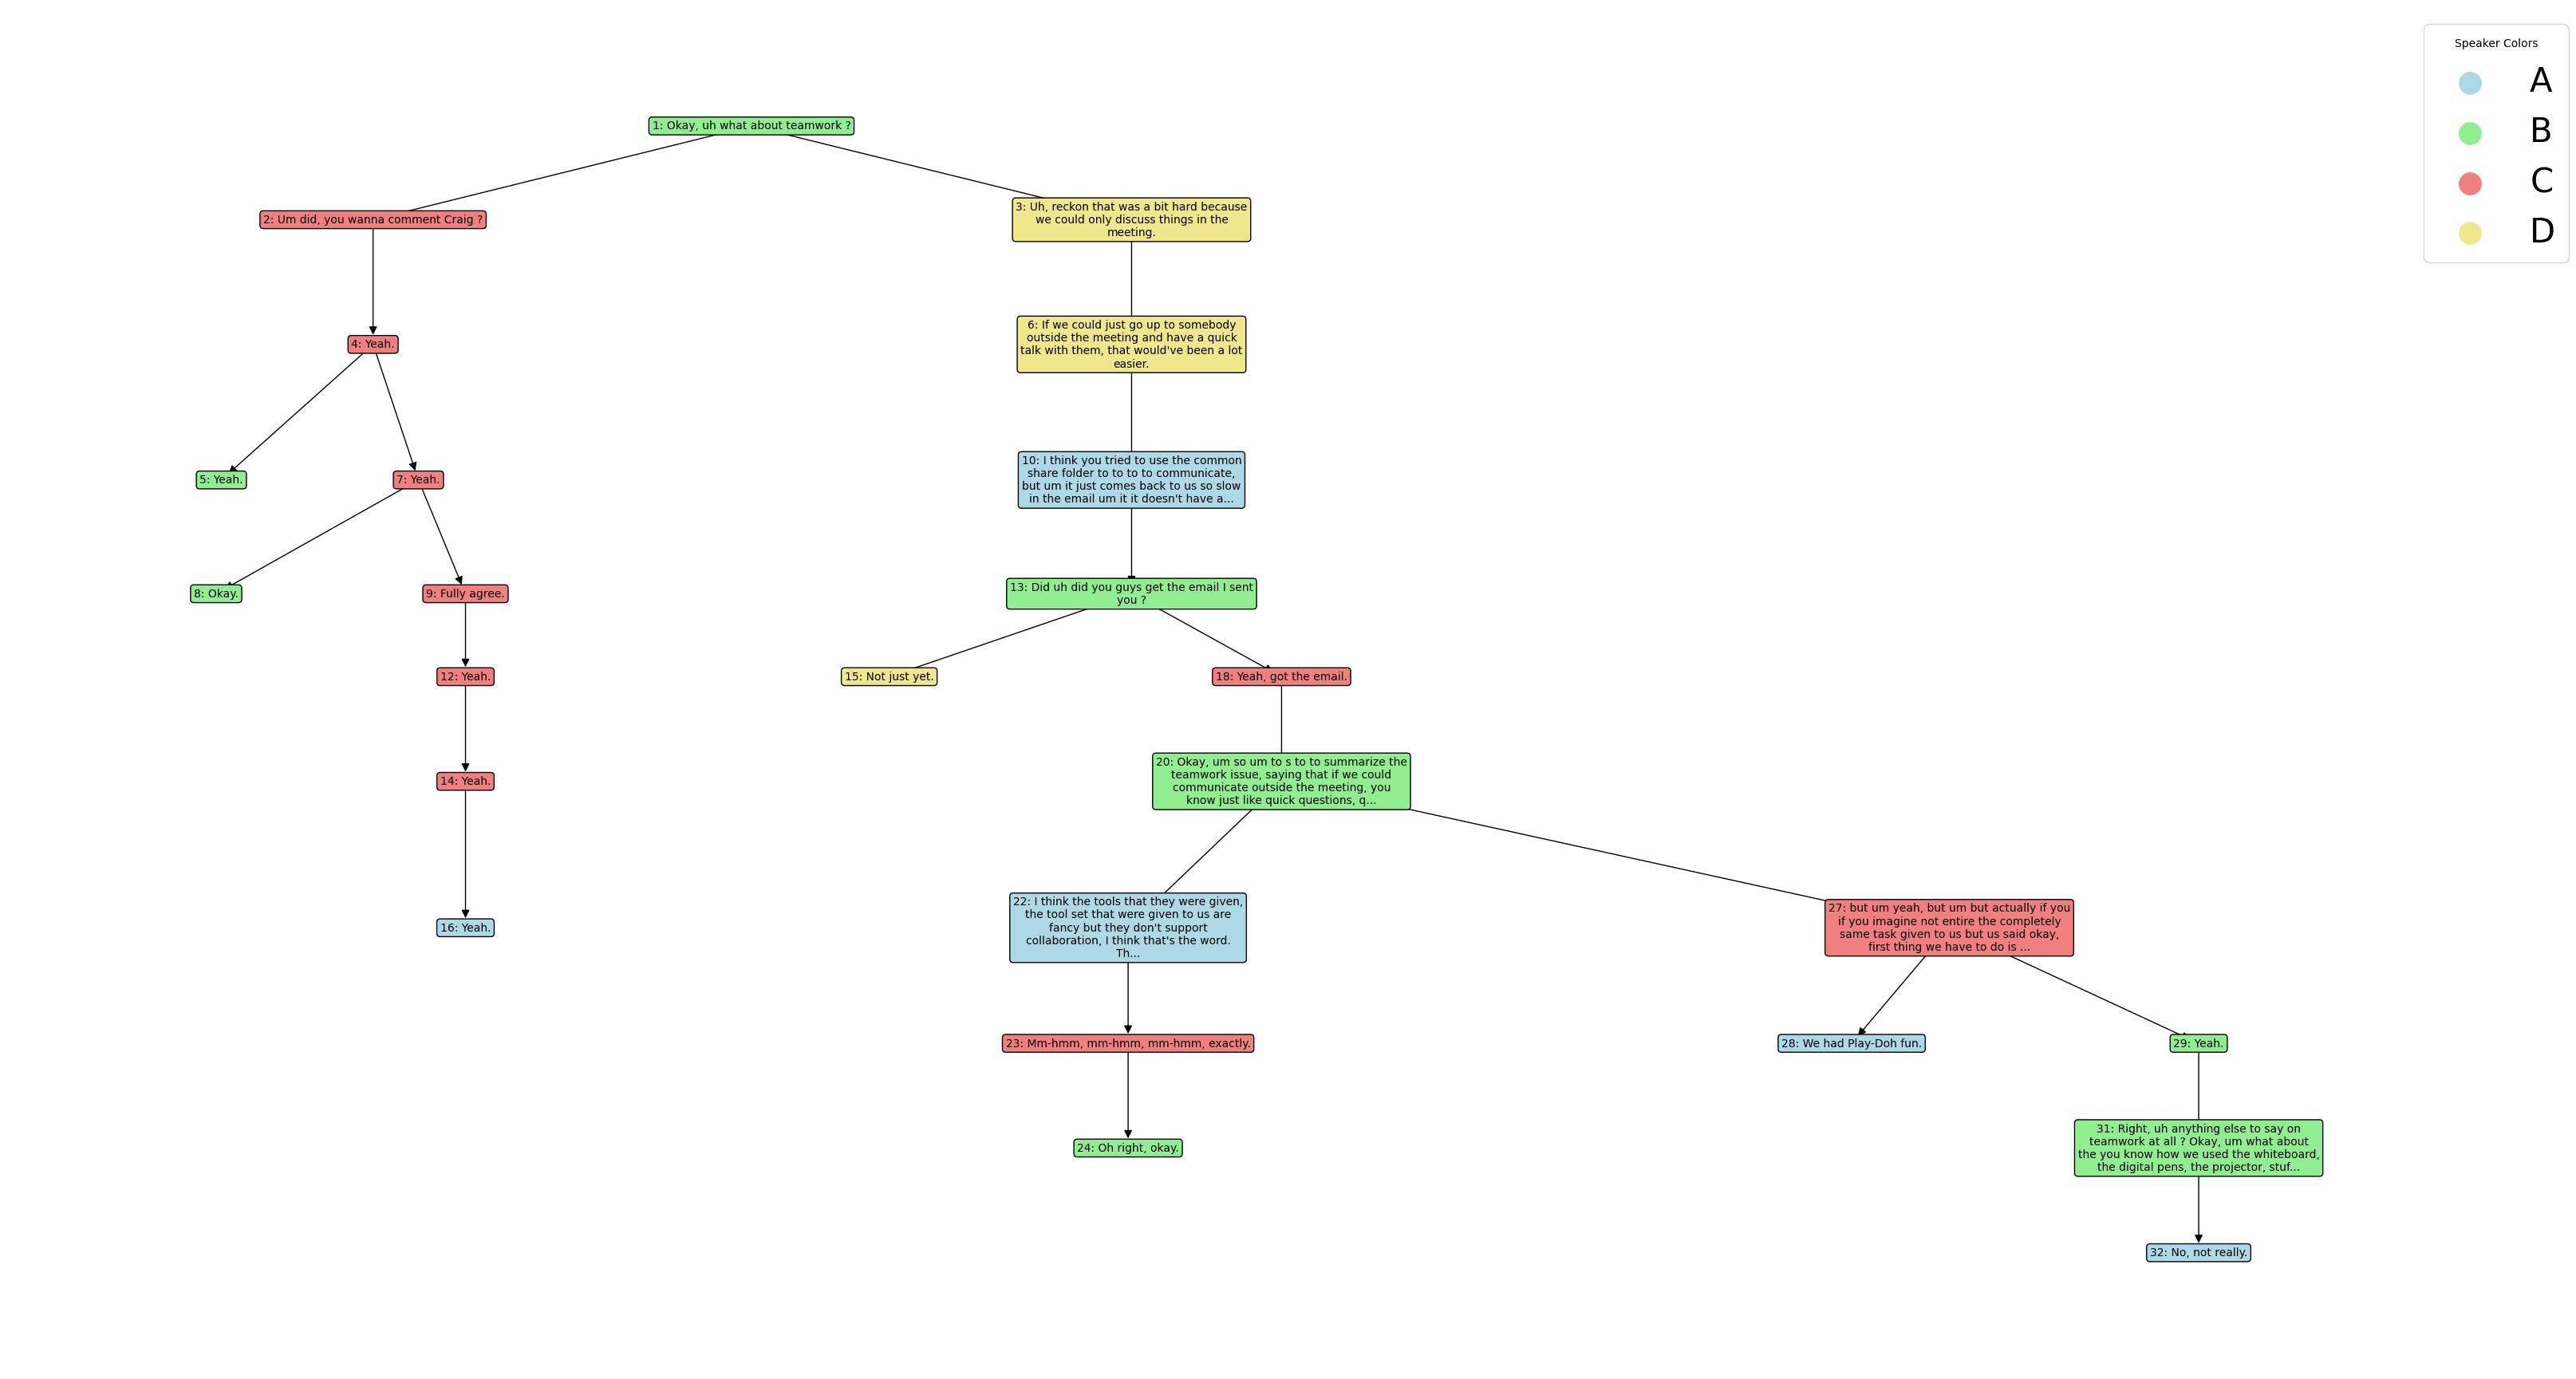 Speaker Colors
A
B
C
D
1: Okay, uh what about teamwork ?
2: Um did, you wanna comment Craig ?
3: Uh, reckon that was a bit hard because
we could only discuss things in the
meeting.
4: Yeah.
6: If we could just go up to somebody
outside the meeting and have a quick
talk with them, that would've been a lot
easier.
5: Yeah.
7: Yeah.
10: I think you tried to use the common
share folder to to to to communicate,
but um it just comes back to us so slow
in the email um it it doesn't have a...
8: Okay.
9: Fully agree.
13: Did uh did you guys get the email I sent
you ?
12: Yeah.
15: Not just yet.
18: Yeah, got the email.
14: Yeah.
20: Okay, um so um to s to to summarize the
teamwork issue, saying that if we could
communicate outside the meeting, you
know just like quick questions, q...
16: Yeah.
22: I think the tools that they were given,
the tool set that were given to us are
fancy but they don't support
collaboration, I think that's the word.
Th...
27: but um yeah, but um but actually if you
if you imagine not entire the completely
same task given to us but us said okay,
first thing we have to do is ...
23: Mm-hmm, mm-hmm, mm-hmm, exactly.
28: We had Play-Doh fun.
29: Yeah.
24: Oh right, okay.
31: Right, uh anything else to say on
teamwork at all ? Okay, um what about
the you know how we used the whiteboard,
the digital pens, the projector, stuf...
32: No, not really.